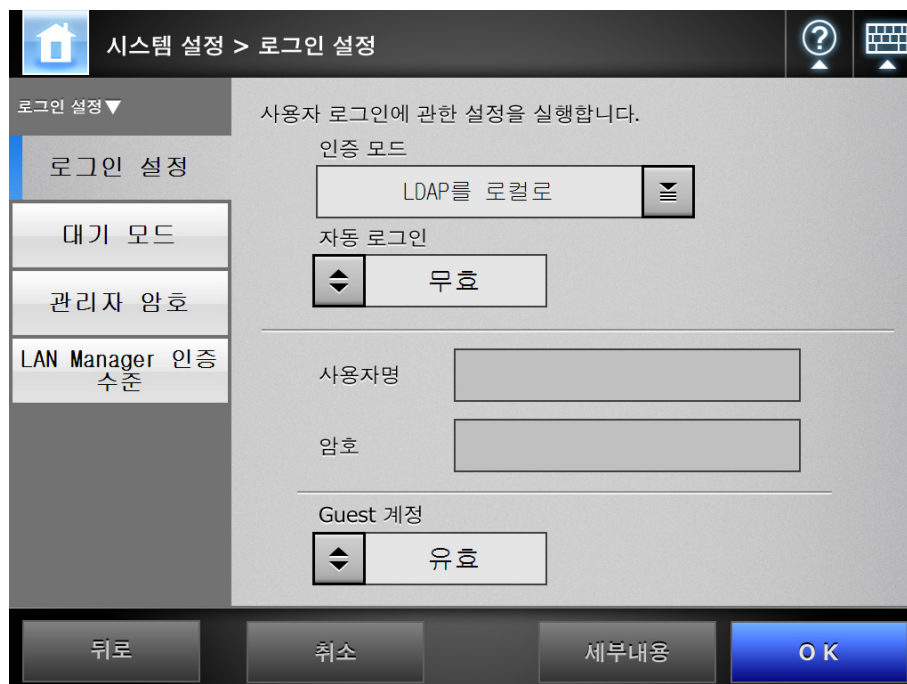 시스템 설정 > 로그인 설정
?
로그인 설정▼
로그인 설정
대기 모드
관리자 암호
LAN Manager 인증
수준
사용자 로그인에 관한 설정을 실행합니다.
인증 모드
LDAP를 로컬로
자동 로그인
무효
사용자명
암호
Guest 계정
유효
뒤로
취소
세부내용
OK